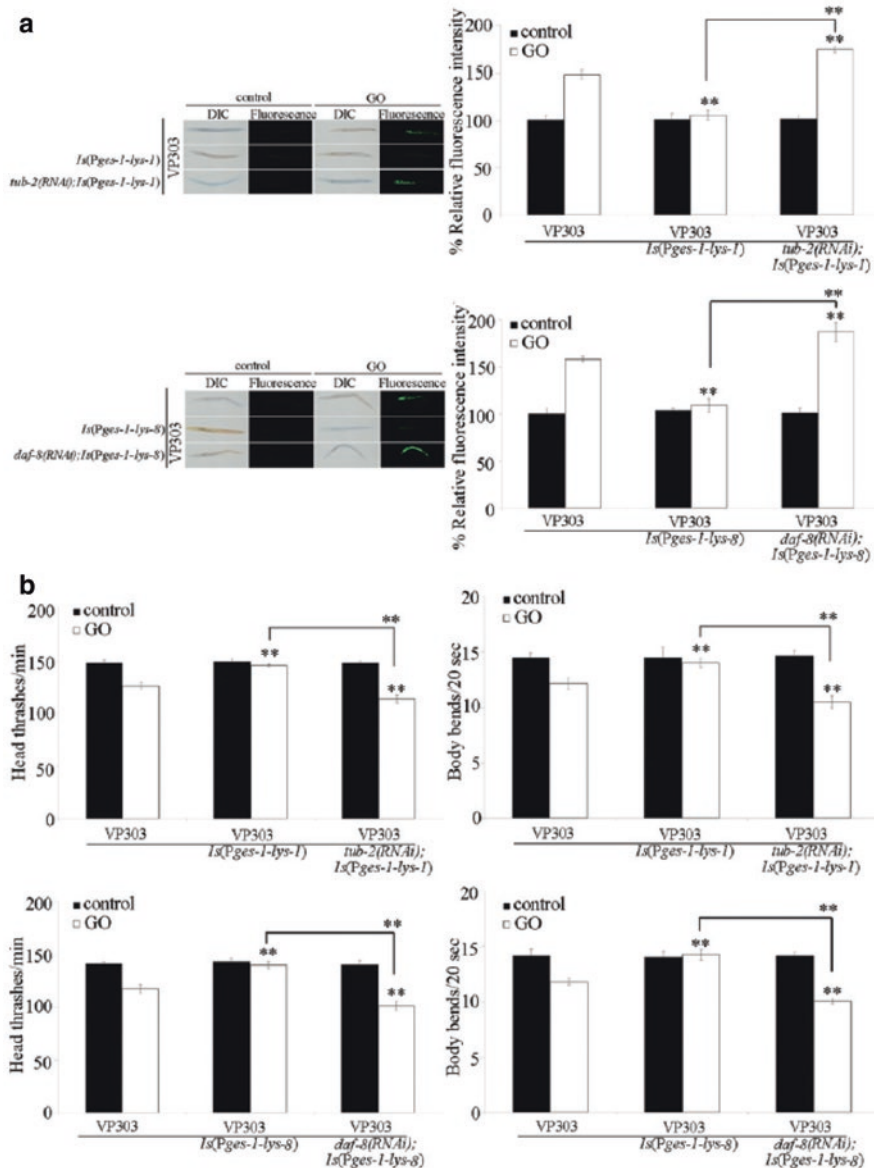 a
control GO
DIC Fluorescence DIC Fluorescence
VP303
Is(Pges-1-lys-1)
tub-2(RNAi);Is(Pges-1-lys-1)
% Relative fluorescence intensity
200
150
100
50
0
control
GO
**
**
**
VP303 VP303 VP303
Is(Pges-1-lys-1) tub-2(RNAi);
Is(Pges-1-lys-1)
control GO
DIC Fluorescence DIC Fluorescence
VP303
Is(Pges-1-lys-8)
daf-8(RNAi);Is(Pges-1-lys-8)
% Relative fluorescence intensity
200
150
100
50
0
control
GO
**
**
**
VP303 VP303 VP303
Is(Pges-1-lys-8) daf-8(RNAi);
Is(Pges-1-lys-8)
b
Head thrashes/min
200
150
100
50
0
control
GO
**
**
**
VP303 VP303 VP303
Is(Pges-1-lys-1) tub-2(RNAi);
Is(Pges-1-lys-1)
Body bends/20 sec
20
15
10
5
0
control
GO
**
**
**
VP303 VP303 VP303
Is(Pges-1-lys-1) tub-2(RNAi);
Is(Pges-1-lys-1)
Head thrashes/min
200
150
100
50
0
control
GO
**
**
**
VP303 VP303 VP303
Is(Pges-1-lys-8) daf-8(RNAi);
Is(Pges-1-lys-8)
Body bends/20 sec
20
15
10
5
0
control
GO
**
**
**
VP303 VP303 VP303
Is(Pges-1-lys-8) daf-8(RNAi);
Is(Pges-1-lys-8)